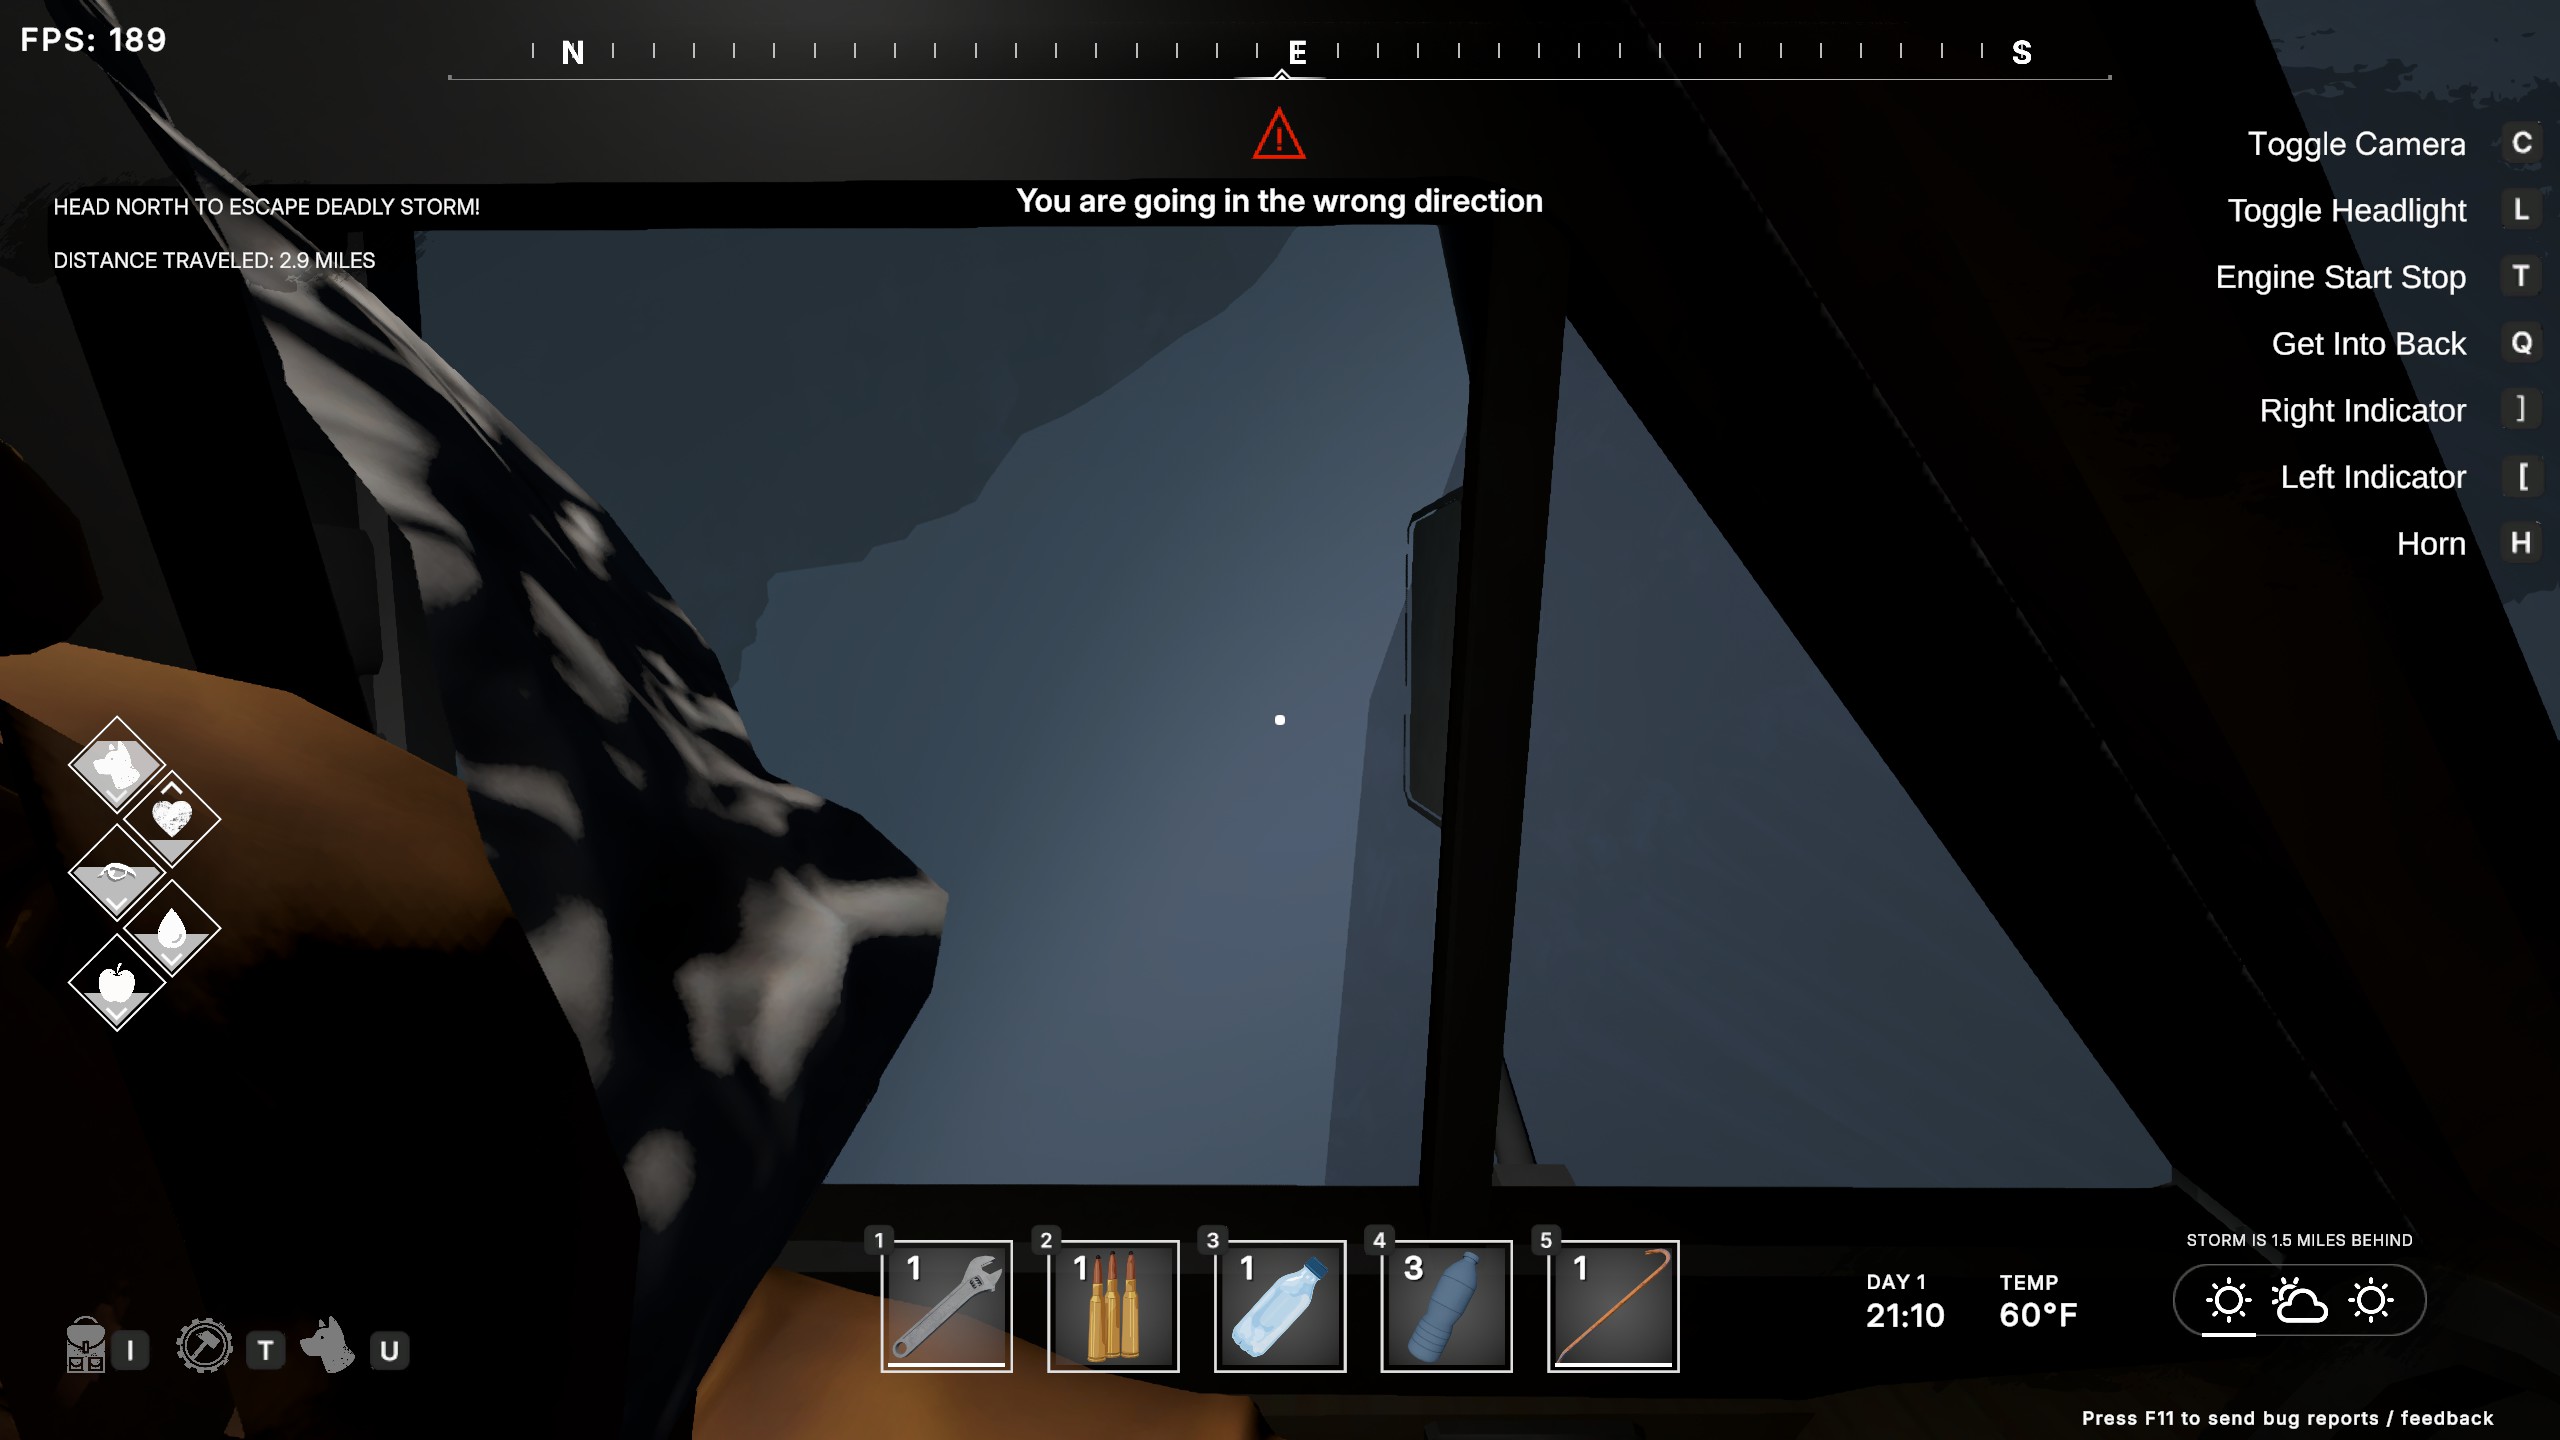 FPS: 189
N
E
S
You are going in the wrong direction
HEAD NORTH TO ESCAPE DEADLY STORM!
DISTANCE TRAVELED: 2.9 MILES
Toggle Camera C
Toggle Headlight L
Engine Start Stop T
Get Into Back Q
Right Indicator ]
Left Indicator [
Horn H
1 1
2 1
3 1
4 3
5 1
I
T
U
STORM IS 1.5 MILES BEHIND
DAY 1
21:10
TEMP
60°F
Press F11 to send bug reports / feedback